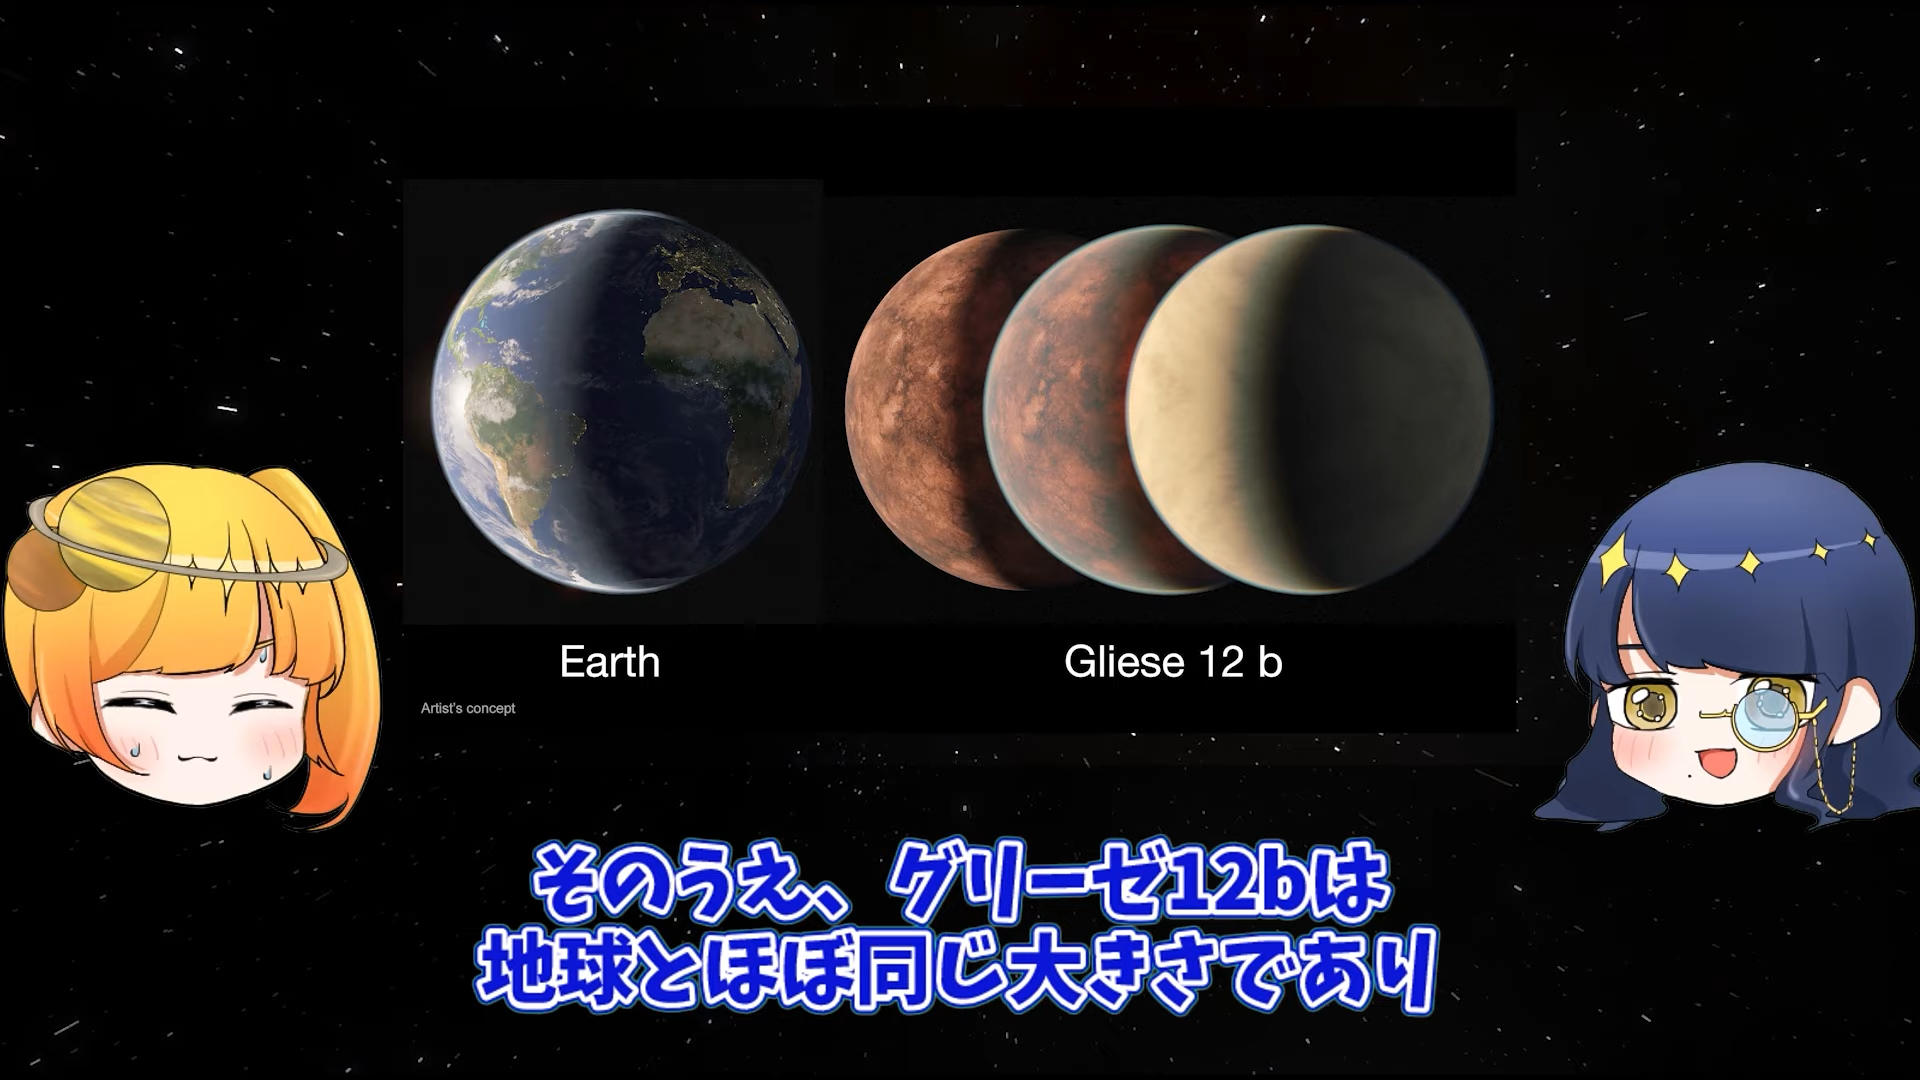 Earth
Gliese 12 b
Artist's concept
そのうえ、グリーゼ12bは
地球とほぼ同じ大きさであり